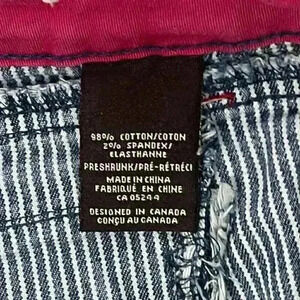 98% COTTON/COTON
2% SPANDEX/
ELASTHANNE
PRESHRUNK/PRÉ-RÉTRÉCI
MADE IN CHINA
FABRIQUÉ EN CHINE
CA 05244
DESIGNED IN CANADA
CONÇU AU CANADA